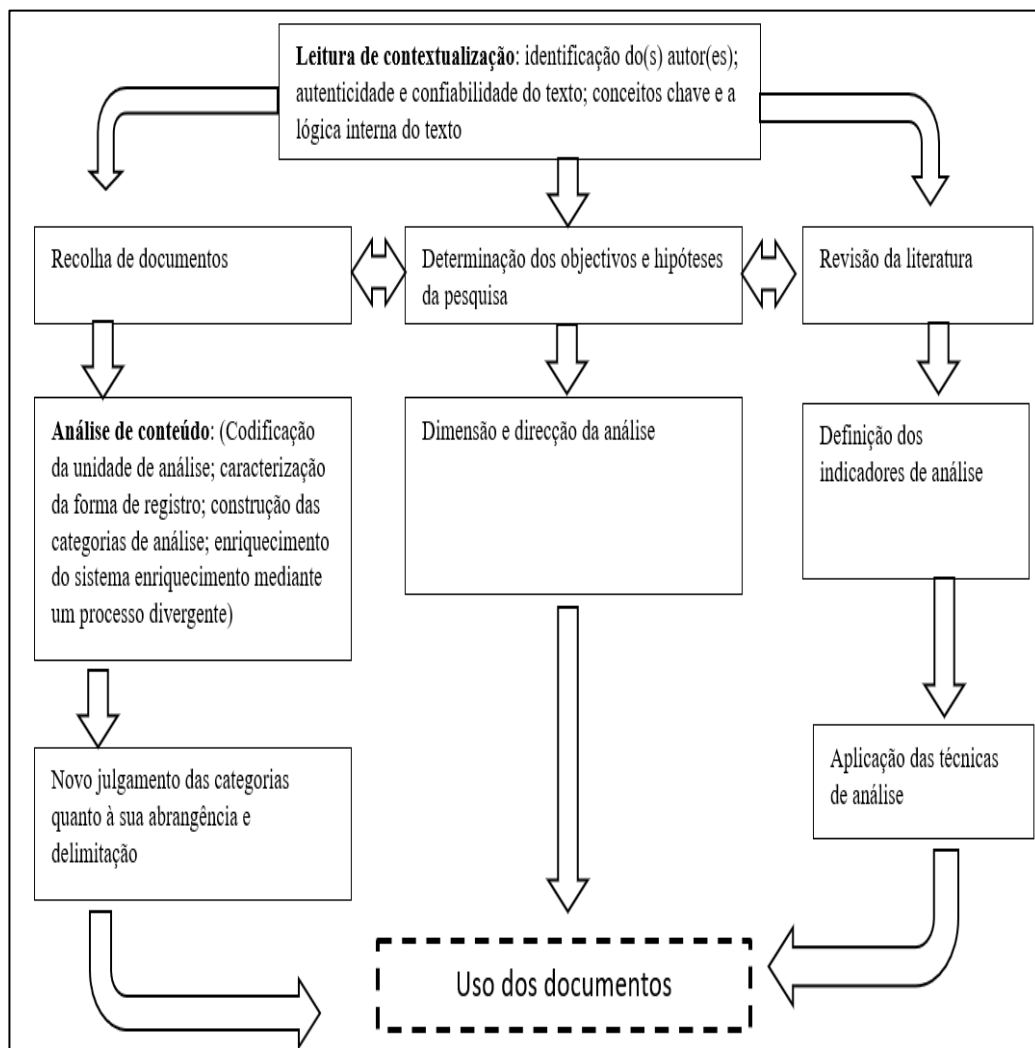 Leitura de contextualização: identificação do(s) autor(es);
autenticidade e confiabilidade do texto; conceitos chave e a
lógica interna do texto
Recolha de documentos
Determinação dos objectivos e hipóteses
da pesquisa
Revisão da literatura
Análise de conteúdo: (Codificação
da unidade de análise; caracterização
da forma de registro; construção das
categorias de análise; enriquecimento
do sistema enriquecimento mediante
um processo divergente)
Dimensão e direcção da análise
Definição dos
indicadores de análise
Novo julgamento das categorias
quanto à sua abrangência e
delimitação
Aplicação das técnicas
de análise
Uso dos documentos